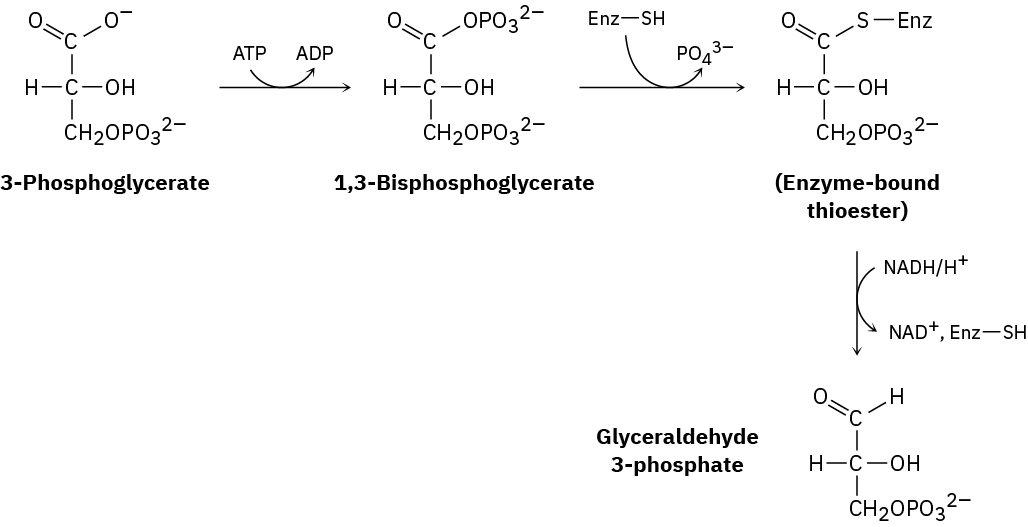 O O⁻ O OPO₃²⁻ Enz—SH O S—Enz
C ATP ADP C PO₄³⁻ C
H—C—OH H—C—OH H—C—OH
CH₂OPO₃²⁻ CH₂OPO₃²⁻ CH₂OPO₃²⁻
3-Phosphoglycerate 1,3-Bisphosphoglycerate (Enzyme-bound
thioester)
NADH/H⁺
NAD⁺, Enz—SH
O H
C
Glyceraldehyde
3-phosphate
H—C—OH
CH₂OPO₃²⁻